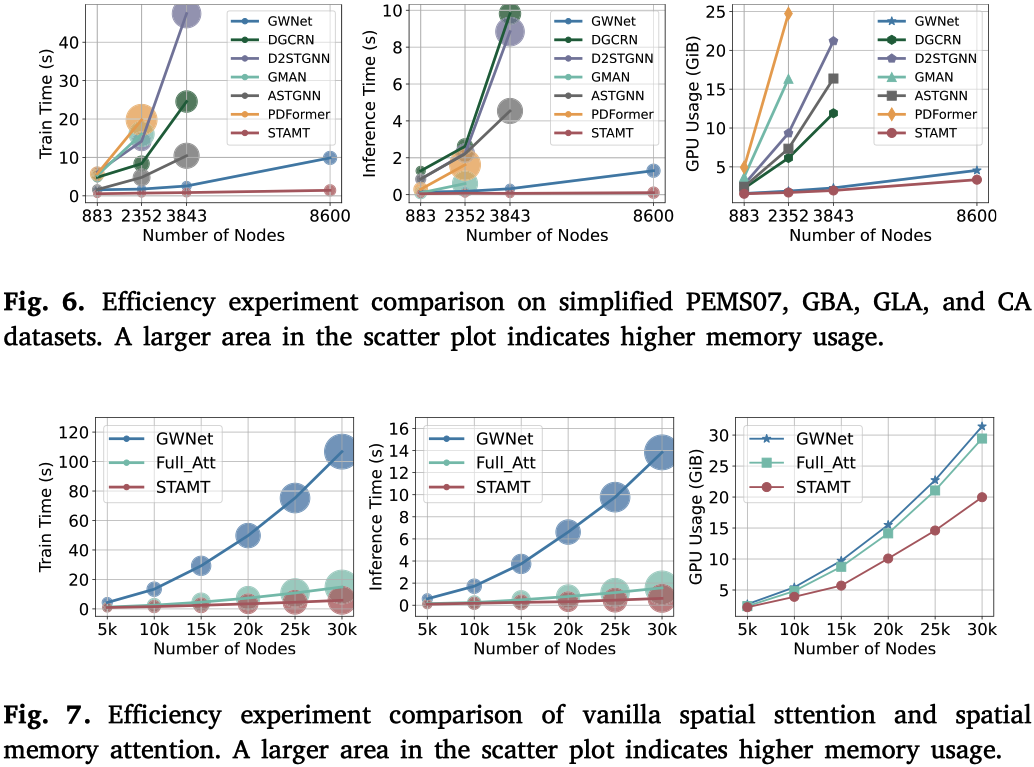 Train Time (s)
40
30
20
10
0
GWNet
DGCRN
D2STGNN
GMAN
ASTGNN
PDFormer
STAMT
883 2352 3843 8600
Number of Nodes
Inference Time (s)
10
8
6
4
2
0
GWNet
DGCRN
D2STGNN
GMAN
ASTGNN
PDFormer
STAMT
883 2352 3843 8600
Number of Nodes
GPU Usage (GiB)
25
20
15
10
5
GWNet
DGCRN
D2STGNN
GMAN
ASTGNN
PDFormer
STAMT
883 2352 3843 8600
Number of Nodes
Fig. 6. Efficiency experiment comparison on simplified PEMS07, GBA, GLA, and CA
datasets. A larger area in the scatter plot indicates higher memory usage.
Train Time (s)
120
100
80
60
40
20
0
GWNet
Full_Att
STAMT
5k 10k 15k 20k 25k 30k
Number of Nodes
Inference Time (s)
16
14
12
10
8
6
4
2
0
GWNet
Full_Att
STAMT
5k 10k 15k 20k 25k 30k
Number of Nodes
GPU Usage (GiB)
30
25
20
15
10
5
GWNet
Full_Att
STAMT
5k 10k 15k 20k 25k 30k
Number of Nodes
Fig. 7. Efficiency experiment comparison of vanilla spatial sttention and spatial
memory attention. A larger area in the scatter plot indicates higher memory usage.